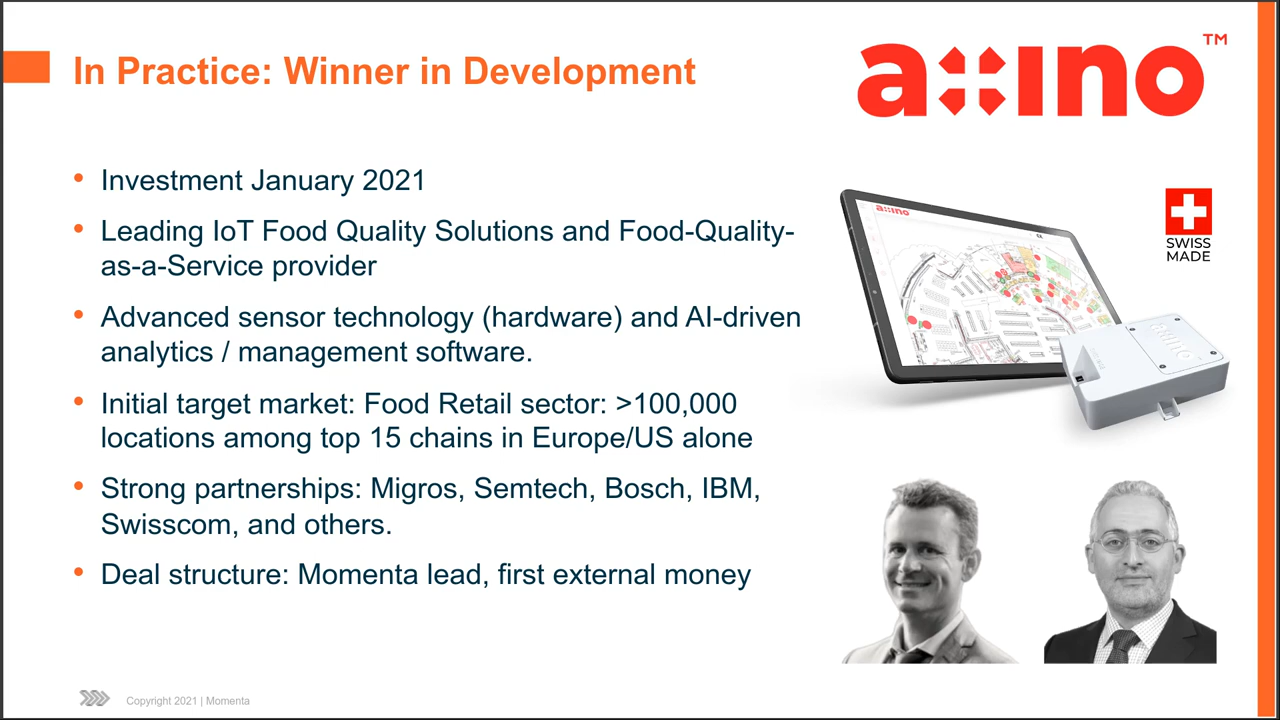 In Practice: Winner in Development
a::ino™
• Investment January 2021
• Leading IoT Food Quality Solutions and Food-Quality-
as-a-Service provider
• Advanced sensor technology (hardware) and AI-driven
analytics / management software.
• Initial target market: Food Retail sector: >100,000
locations among top 15 chains in Europe/US alone
• Strong partnerships: Migros, Semtech, Bosch, IBM,
Swisscom, and others.
• Deal structure: Momenta lead, first external money
a::ino
SWISS
MADE
a::ino
Copyright 2021 | Momenta